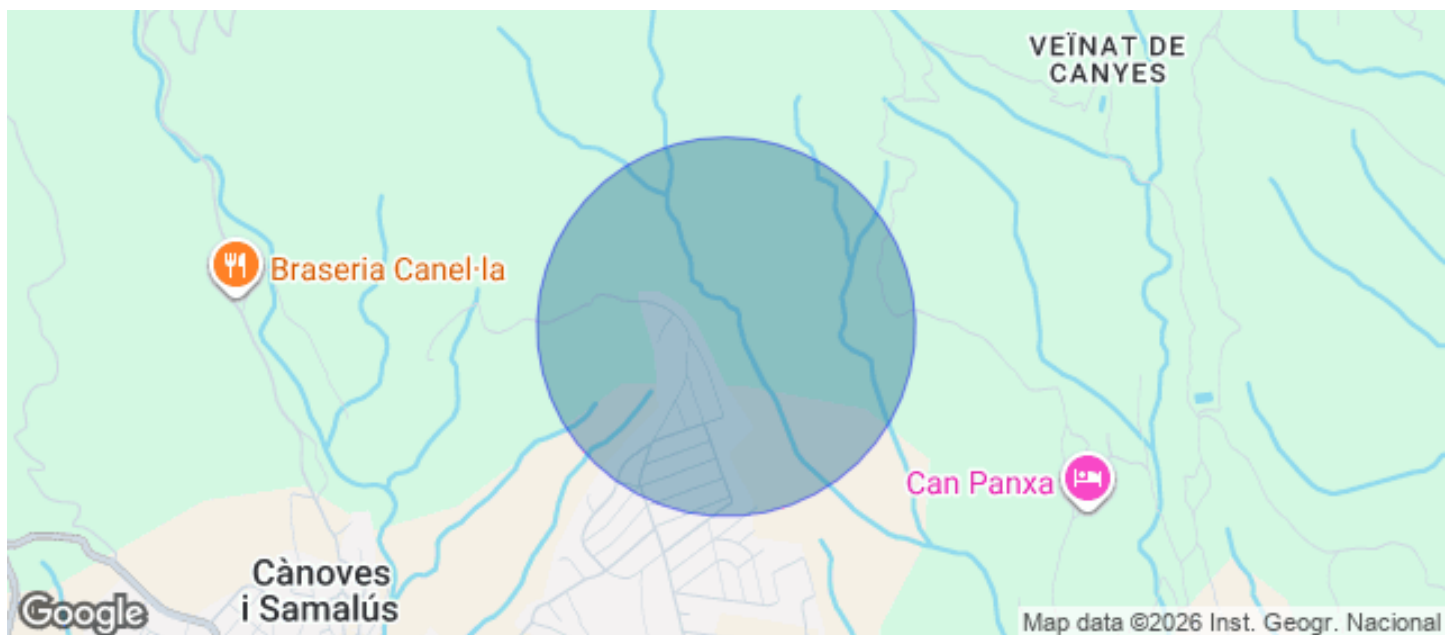 VEÏNAT DE
CANYES
Braseria Canel·la
Can Panxa
Cànoves
i Samalús
Google
Map data ©2026 Inst. Geogr. Nacional